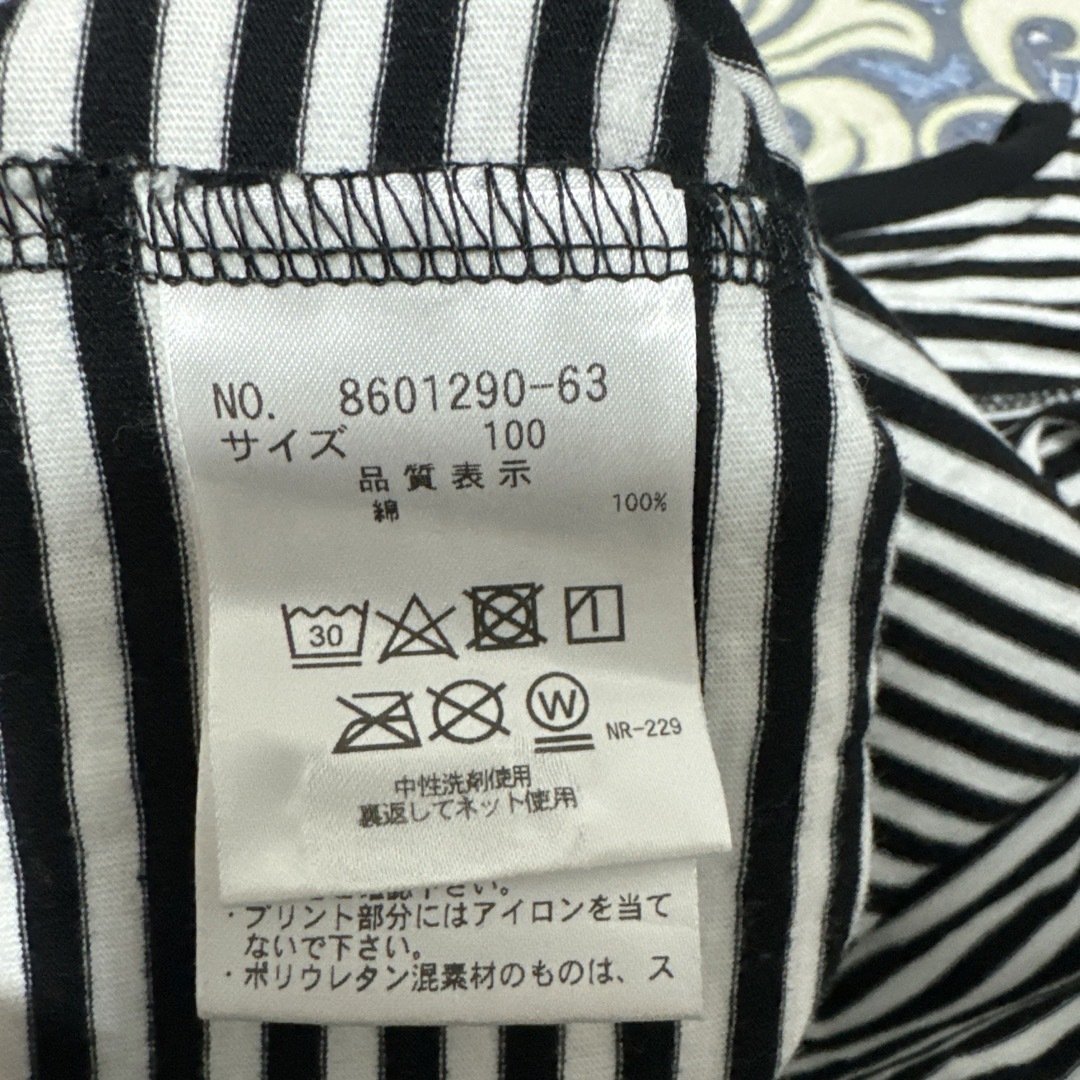 NO. 8601290-63
サイズ 100
品質表示
綿 100%
30
W NR-229
中性洗剤使用
裏返してネット使用
下さい。
・プリント部分にはアイロンを当て
ないで下さい。
・ポリウレタン混素材のものは、ス